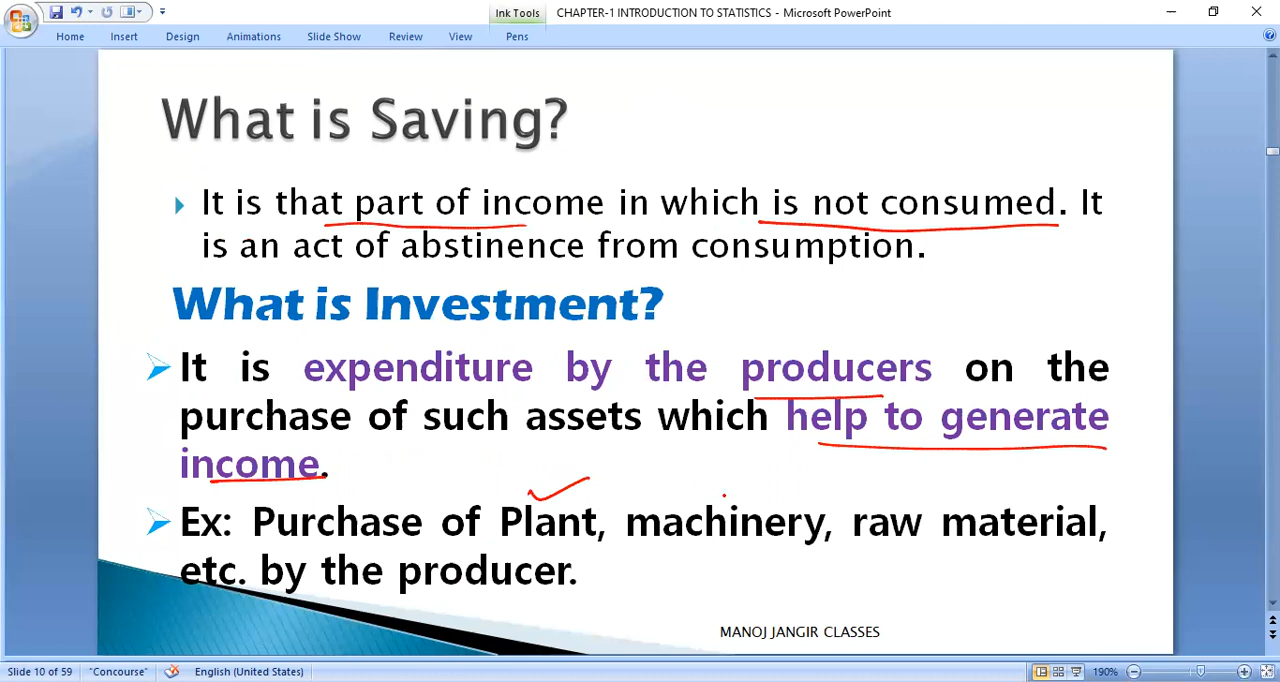 Ink Tools
CHAPTER-1 INTRODUCTION TO STATISTICS - Microsoft PowerPoint
Home Insert Design Animations Slide Show Review View Pens
What is Saving?
It is that part of income in which is not consumed. It
is an act of abstinence from consumption.
What is Investment?
It is expenditure by the producers on the
purchase of such assets which help to generate
income.
Ex: Purchase of Plant, machinery, raw material,
etc. by the producer.
MANOJ JANGIR CLASSES
Slide 10 of 59 "Concourse" English (United States) 190%